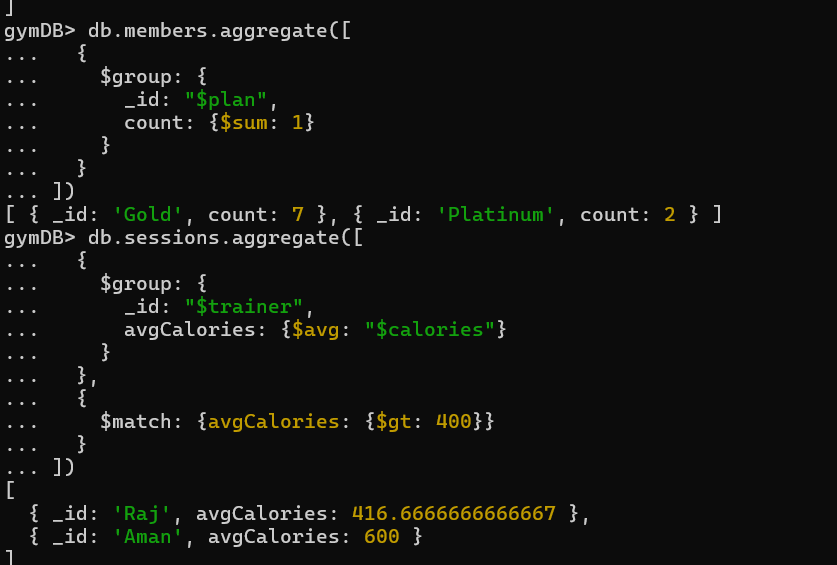 ]
gymDB> db.members.aggregate([
...   {
...     $group: {
...       _id: "$plan",
...       count: {$sum: 1}
...     }
...   }
... ])
[ { _id: 'Gold', count: 7 }, { _id: 'Platinum', count: 2 } ]
gymDB> db.sessions.aggregate([
...   {
...     $group: {
...       _id: "$trainer",
...       avgCalories: {$avg: "$calories"}
...     }
...   },
...   {
...     $match: {avgCalories: {$gt: 400}}
...   }
... ])
[
  { _id: 'Raj', avgCalories: 416.6666666666667 },
  { _id: 'Aman', avgCalories: 600 }
]